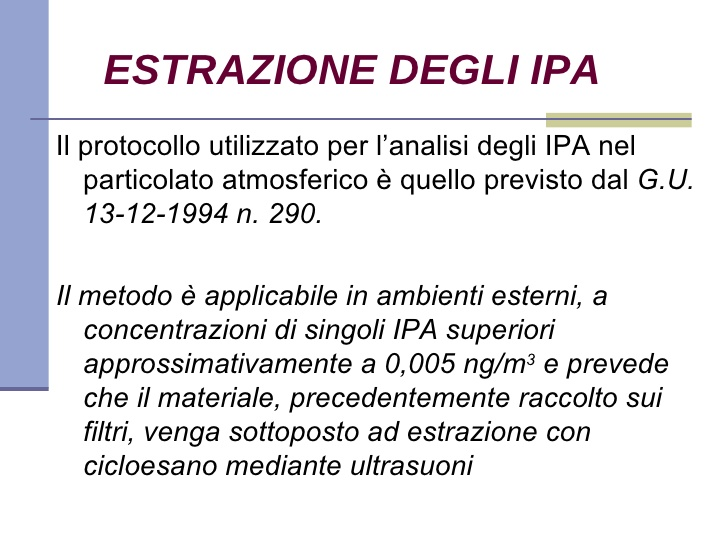 ESTRAZIONE DEGLI IPA
Il protocollo utilizzato per l’analisi degli IPA nel
particolato atmosferico è quello previsto dal G.U.
13-12-1994 n. 290.
Il metodo è applicabile in ambienti esterni, a
concentrazioni di singoli IPA superiori
approssimativamente a 0,005 ng/m³ e prevede
che il materiale, precedentemente raccolto sui
filtri, venga sottoposto ad estrazione con
cicloesano mediante ultrasuoni